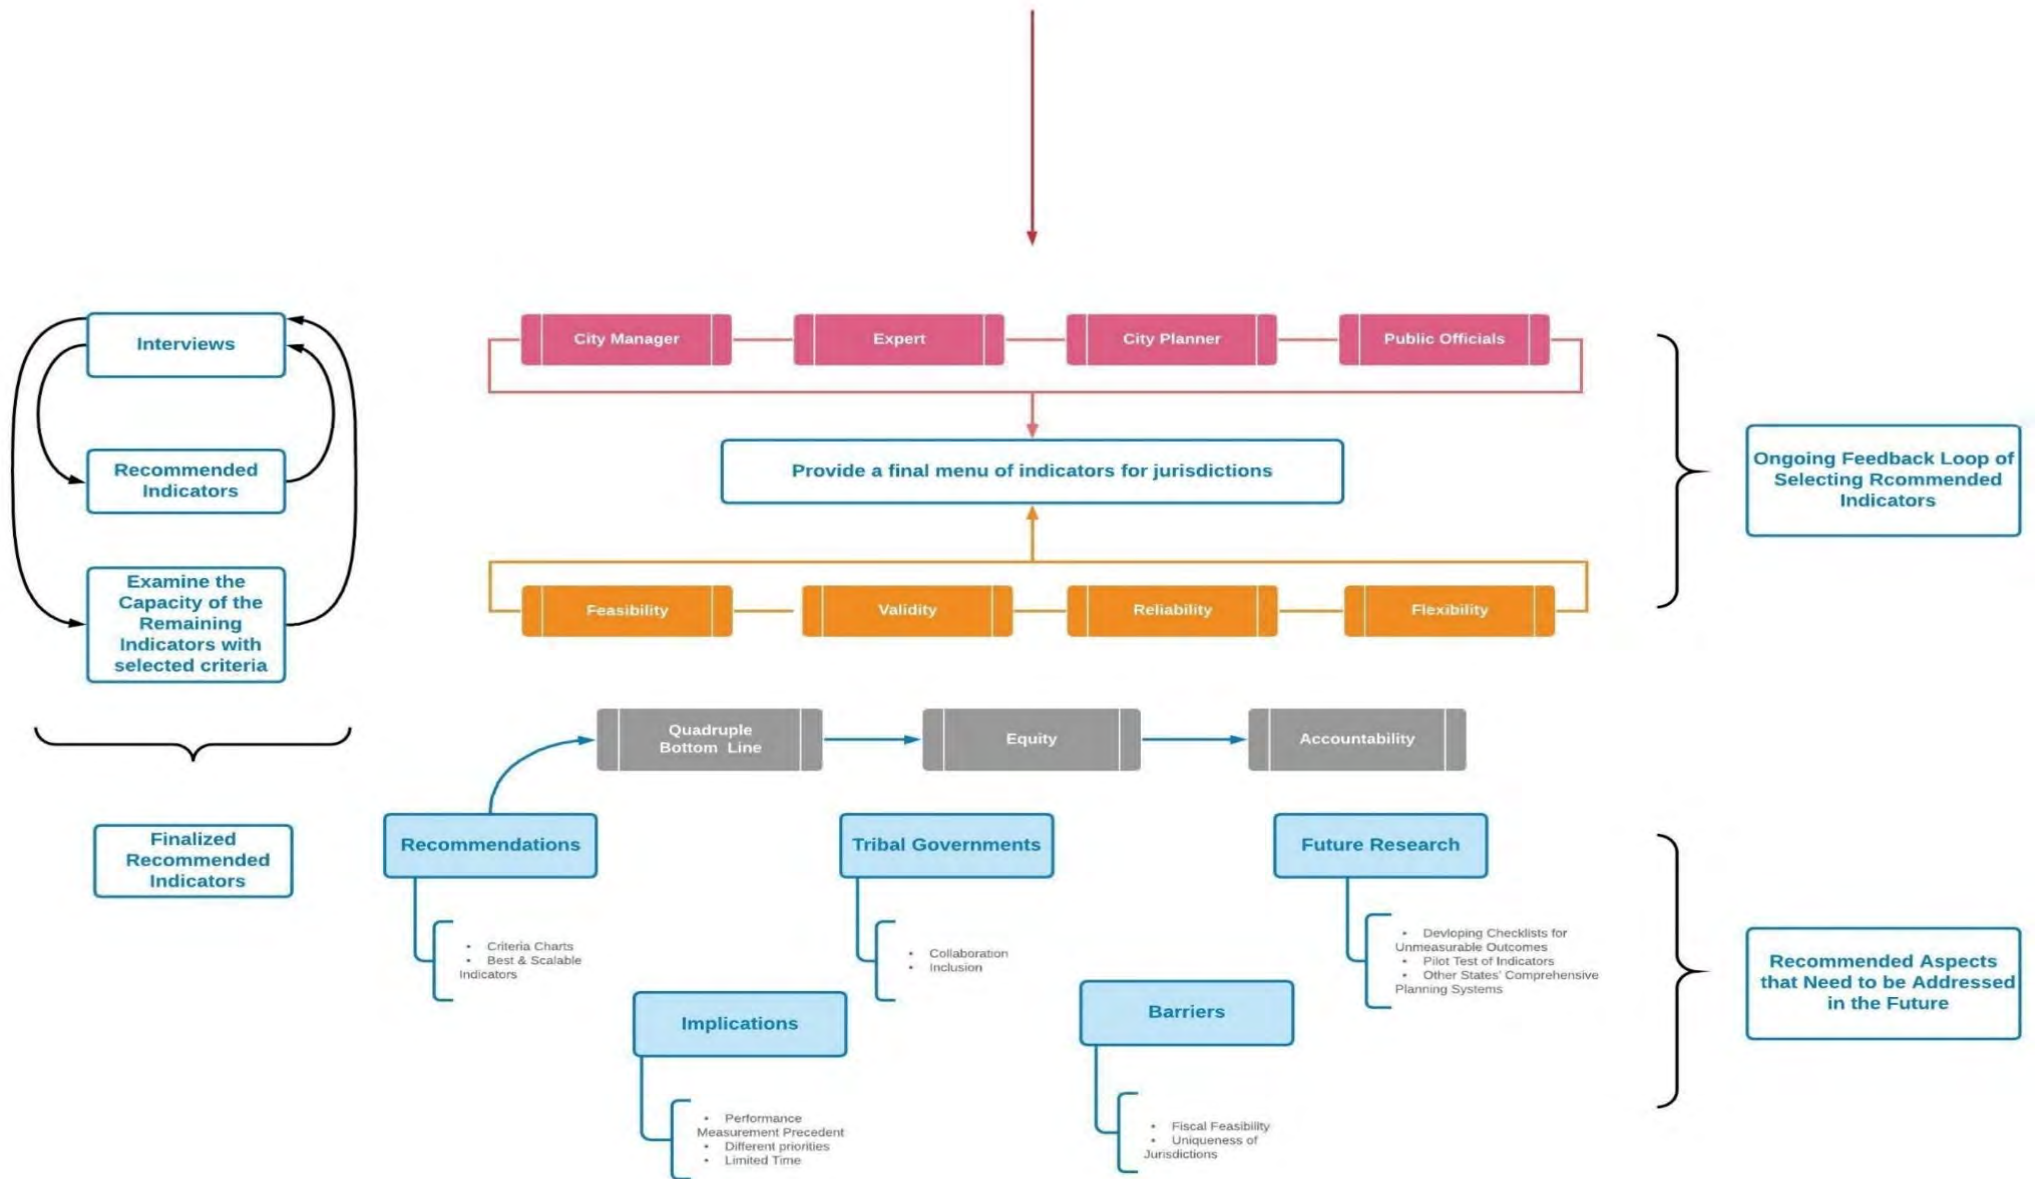 Interviews
Recommended
Indicators
Examine the
Capacity of the
Remaining
Indicators with
selected criteria
Finalized
Recommended
Indicators
City Manager
Expert
City Planner
Public Officials
Provide a final menu of indicators for jurisdictions
Feasibility
Validity
Reliability
Flexibility
Ongoing Feedback Loop of
Selecting Rcommended
Indicators
Quadruple
Bottom Line
Equity
Accountability
Recommendations
• Criteria Charts
• Best & Scalable
Indicators
Tribal Governments
• Collaboration
• Inclusion
Future Research
• Devloping Checklists for
Unmeasurable Outcomes
• Pilot Test of Indicators
• Other States' Comprehensive
Planning Systems
Implications
• Performance
Measurement Precedent
• Different priorities
• Limited Time
Barriers
• Fiscal Feasibility
• Uniqueness of
Jurisdictions
Recommended Aspects
that Need to be Addressed
in the Future